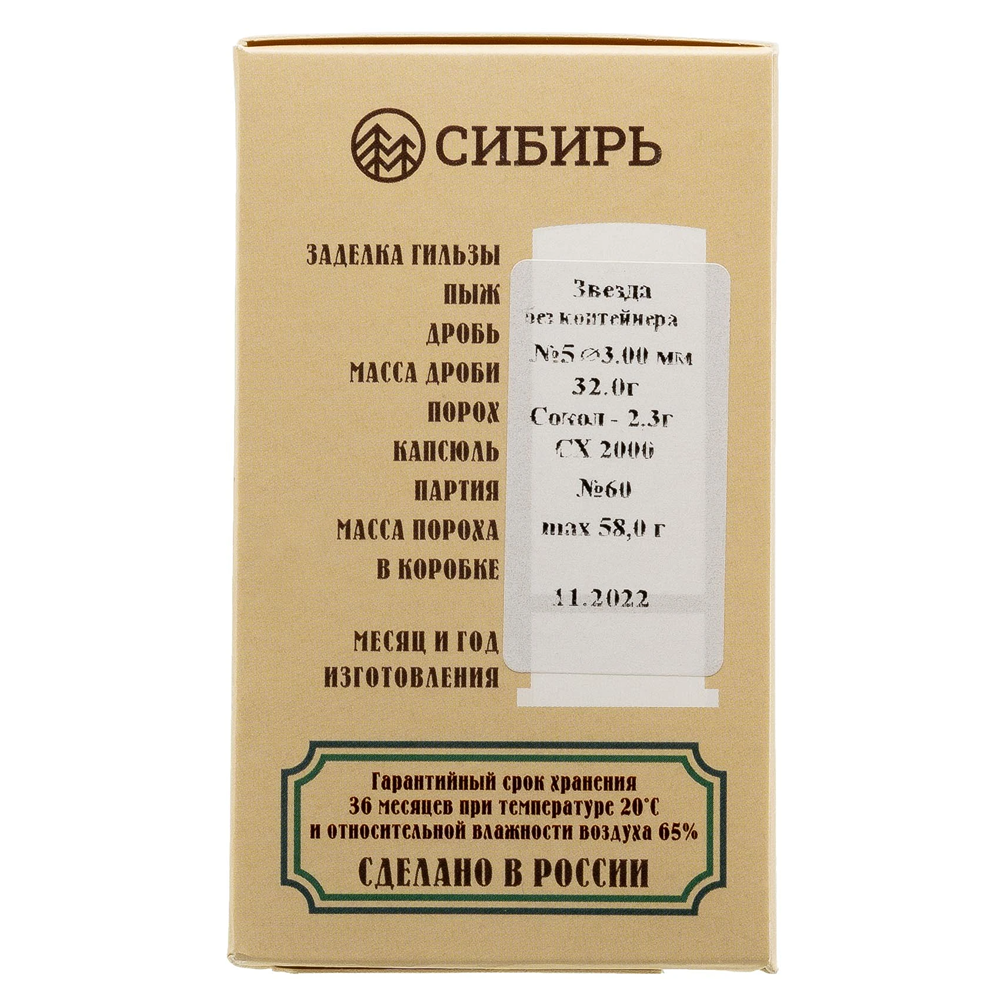 СИБИРЬ
ЗАДЕЛКА ГИЛЬЗЫ Звезда
ПЫЖ без контейнера
ДРОБЬ №5 ⌀3.00 мм
МАССА ДРОБИ 32.0г
ПОРОХ Сокол - 2.3г
КАПСЮЛЬ СХ 2000
ПАРТИЯ №60
МАССА ПОРОХА max 58,0 г
В КОРОБКЕ
11.2022
МЕСЯЦ И ГОД
ИЗГОТОВЛЕНИЯ
Гарантийный срок хранения
36 месяцев при температуре 20°С
и относительной влажности воздуха 65%
СДЕЛАНО В РОССИИ